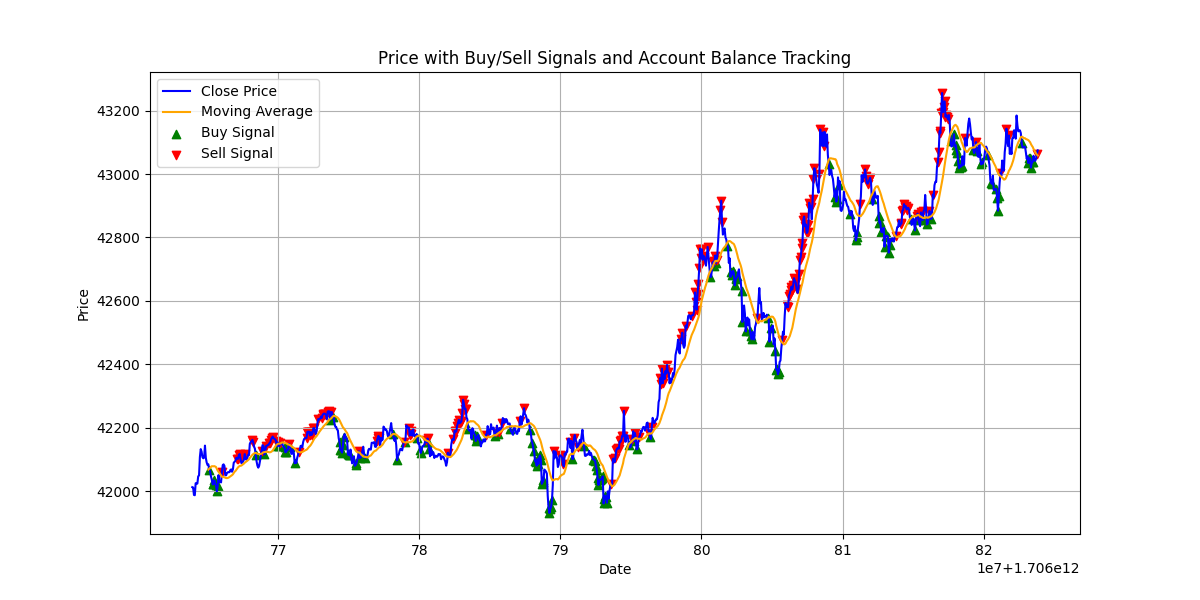 Price with Buy/Sell Signals and Account Balance Tracking
Close Price
Moving Average
Buy Signal
Sell Signal
Price
43200
43000
42800
42600
42400
42200
42000
77 78 79 80 81 82
Date
1e7+1.706e12